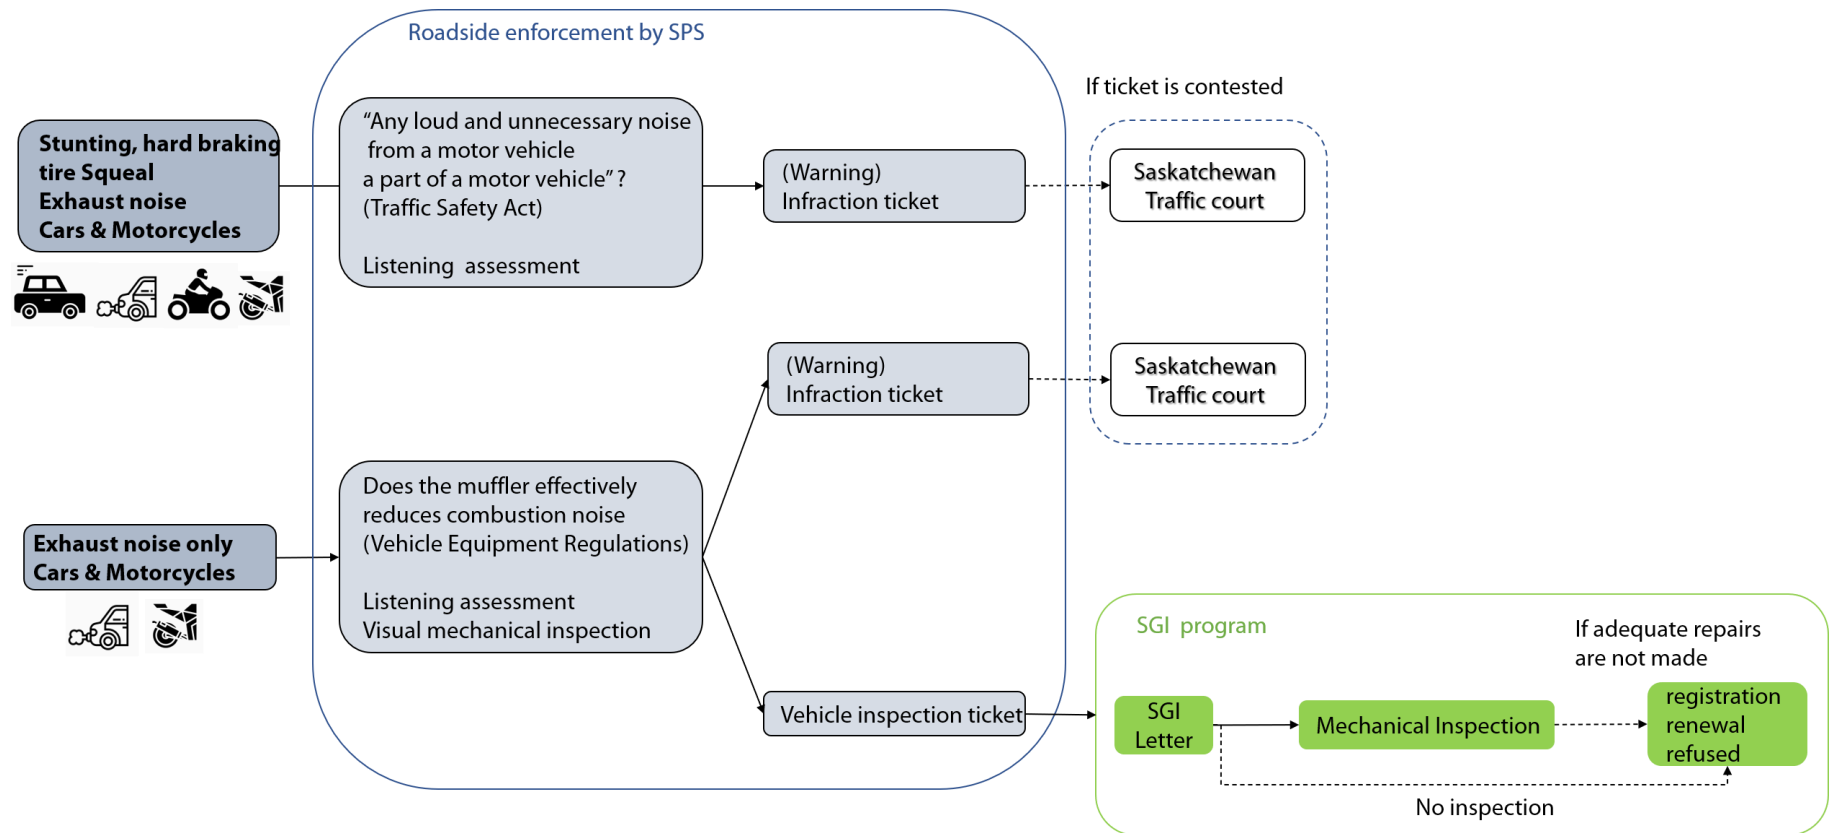 Roadside enforcement by SPS
If ticket is contested
Stunting, hard braking
tire Squeal
Exhaust noise
Cars & Motorcycles
“Any loud and unnecessary noise
from a motor vehicle
a part of a motor vehicle” ?
(Traffic Safety Act)
Listening assessment
(Warning)
Infraction ticket
Saskatchewan
Traffic court
(Warning)
Infraction ticket
Saskatchewan
Traffic court
Exhaust noise only
Cars & Motorcycles
Does the muffler effectively
reduces combustion noise
(Vehicle Equipment Regulations)
Listening assessment
Visual mechanical inspection
Vehicle inspection ticket
SGI program
If adequate repairs
are not made
SGI
Letter
Mechanical Inspection
registration
renewal
refused
No inspection